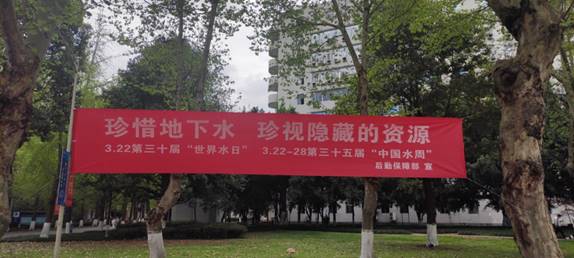 珍惜地下水 珍视隐藏的资源
3.22第三十届“世界水日” 3.22-28第三十五届“中国水周”
后勤保障部 宣